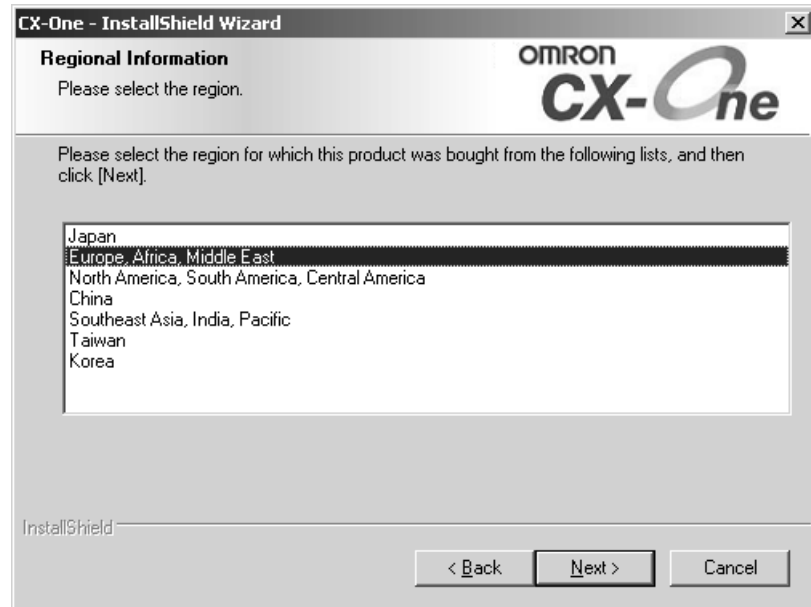 CX-One - InstallShield Wizard
Regional Information
Please select the region.
OMRON
CX-One
Please select the region for which this product was bought from the following lists, and then
click [Next].
Japan
Europe, Africa, Middle East
North America, South America, Central America
China
Southeast Asia, India, Pacific
Taiwan
Korea
InstallShield
< Back
Next >
Cancel